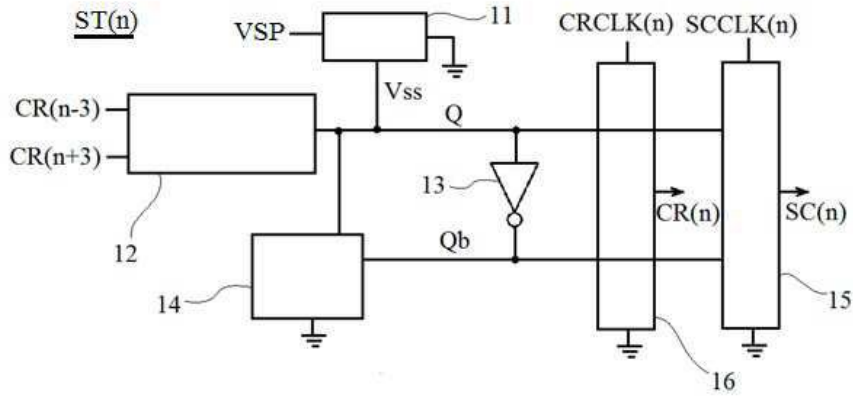 ST(n)
VSP
11
CRCLK(n) SCCLK(n)
Vss
CR(n-3)
Q
CR(n+3)
13
CR(n)
SC(n)
Qb
12
14
15
16